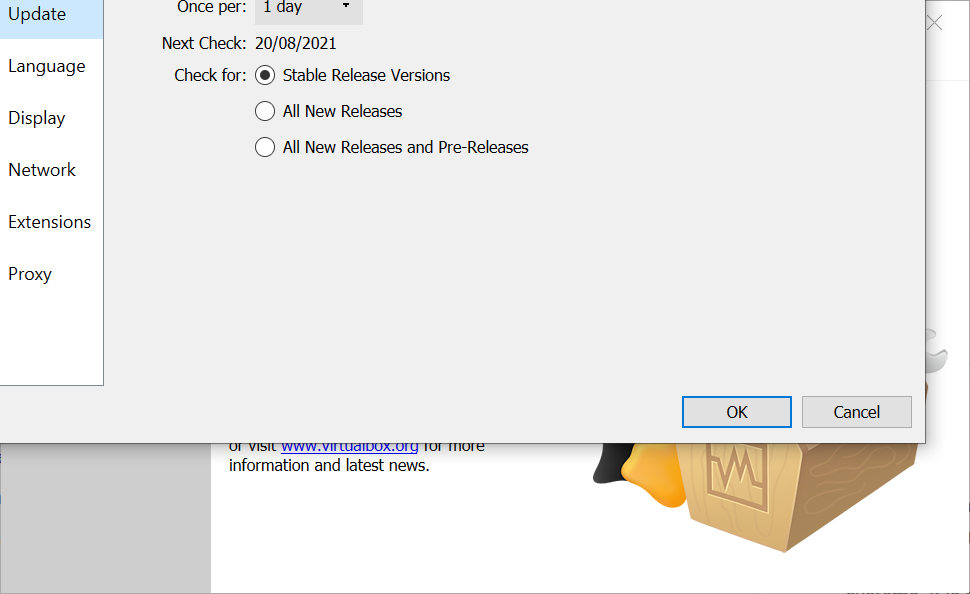 Update
Once per: 1 day
Next Check: 20/08/2021
Language
Check for: Stable Release Versions
Display
All New Releases
Network
All New Releases and Pre-Releases
Extensions
Proxy
OK Cancel
or visit www.virtualbox.org for more
information and latest news.